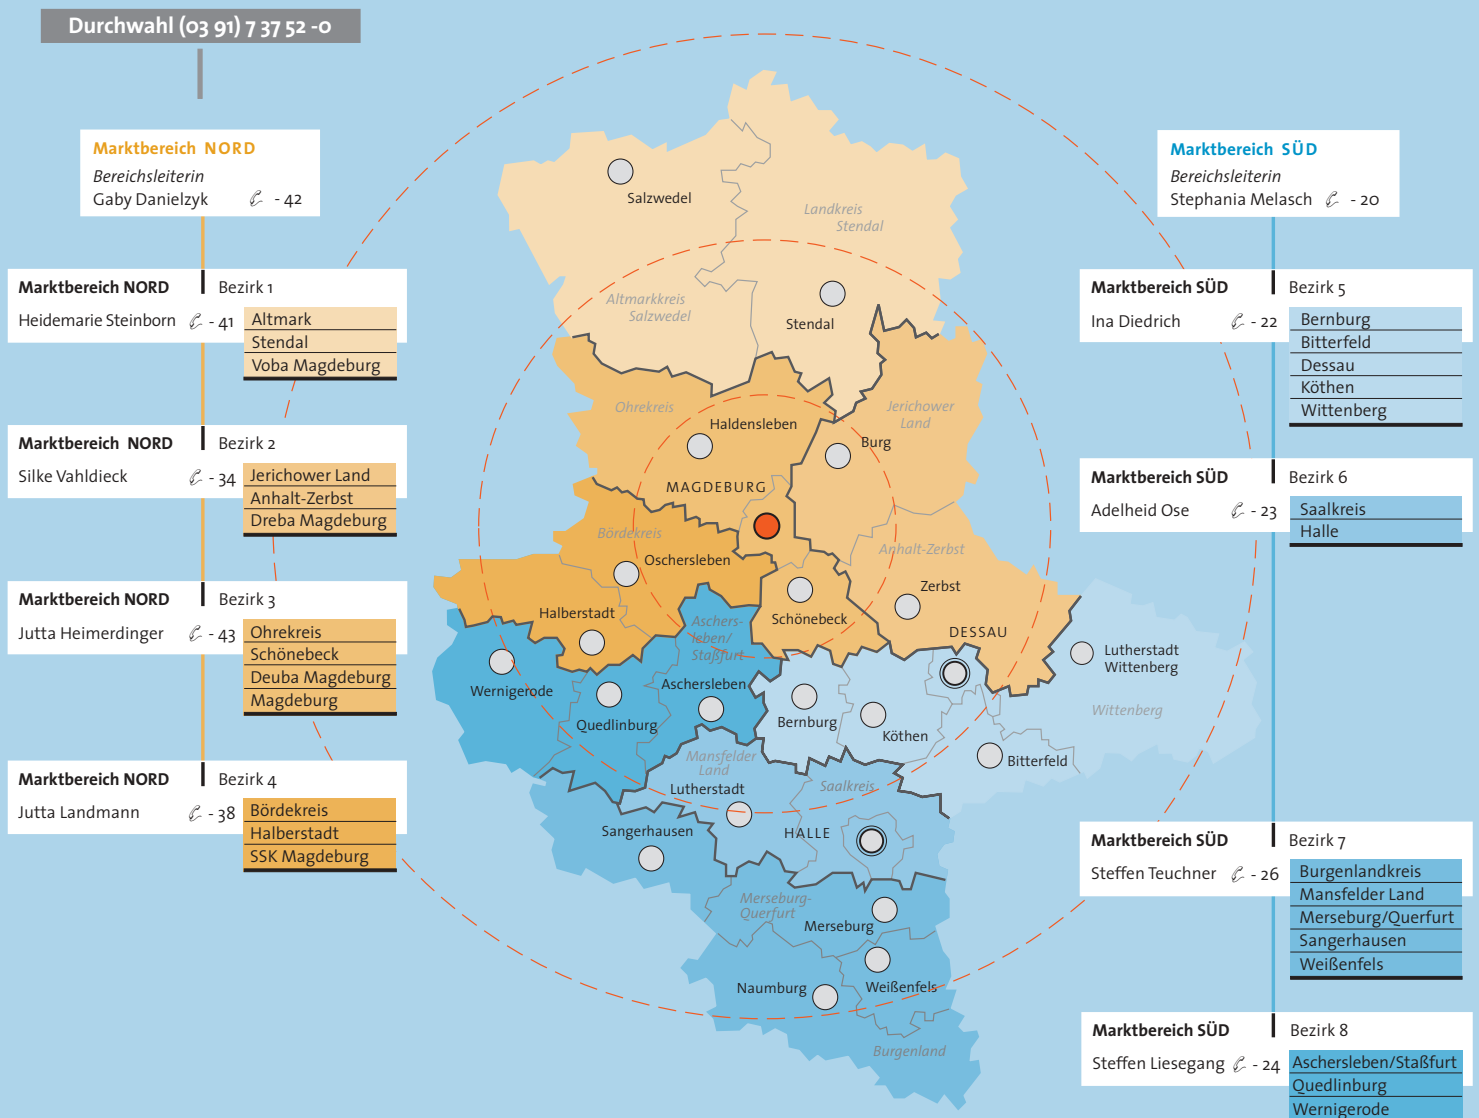 Durchwahl (03 91) 7 37 52 -0
Marktbereich NORD
Bereichsleiterin
Gaby Danielzyk - 42
Marktbereich NORD Bezirk 1
Heidemarie Steinborn - 41
Altmark
Stendal
Voba Magdeburg
Marktbereich NORD Bezirk 2
Silke Vahldieck - 34
Jerichower Land
Anhalt-Zerbst
Dreba Magdeburg
Marktbereich NORD Bezirk 3
Jutta Heimerdinger - 43
Ohrekreis
Schönebeck
Deuba Magdeburg
Magdeburg
Marktbereich NORD Bezirk 4
Jutta Landmann - 38
Bördekreis
Halberstadt
SSK Magdeburg
Salzwedel
Landkreis
Stendal
Altmarkkreis
Salzwedel
Stendal
Ohrekreis
Jerichower
Land
Haldensleben
Burg
MAGDEBURG
Bördekreis
Anhalt-Zerbst
Oschersleben
Zerbst
Halberstadt
Schönebeck
Aschers-
leben/
Staßfurt
DESSAU
Lutherstadt
Wittenberg
Wernigerode
Aschersleben
Quedlinburg
Bernburg
Köthen
Wittenberg
Bitterfeld
Mansfelder
Land
Lutherstadt
Saalkreis
Sangerhausen
HALLE
Merseburg-
Querfurt
Merseburg
Naumburg
Weißenfels
Burgenland
Marktbereich SÜD
Bereichsleiterin
Stephania Melasch - 20
Marktbereich SÜD Bezirk 5
Ina Diedrich - 22
Bernburg
Bitterfeld
Dessau
Köthen
Wittenberg
Marktbereich SÜD Bezirk 6
Adelheid Ose - 23
Saalkreis
Halle
Marktbereich SÜD Bezirk 7
Steffen Teuchner - 26
Burgenlandkreis
Mansfelder Land
Merseburg/Querfurt
Sangerhausen
Weißenfels
Marktbereich SÜD Bezirk 8
Steffen Liesegang - 24
Aschersleben/Staßfurt
Quedlinburg
Wernigerode